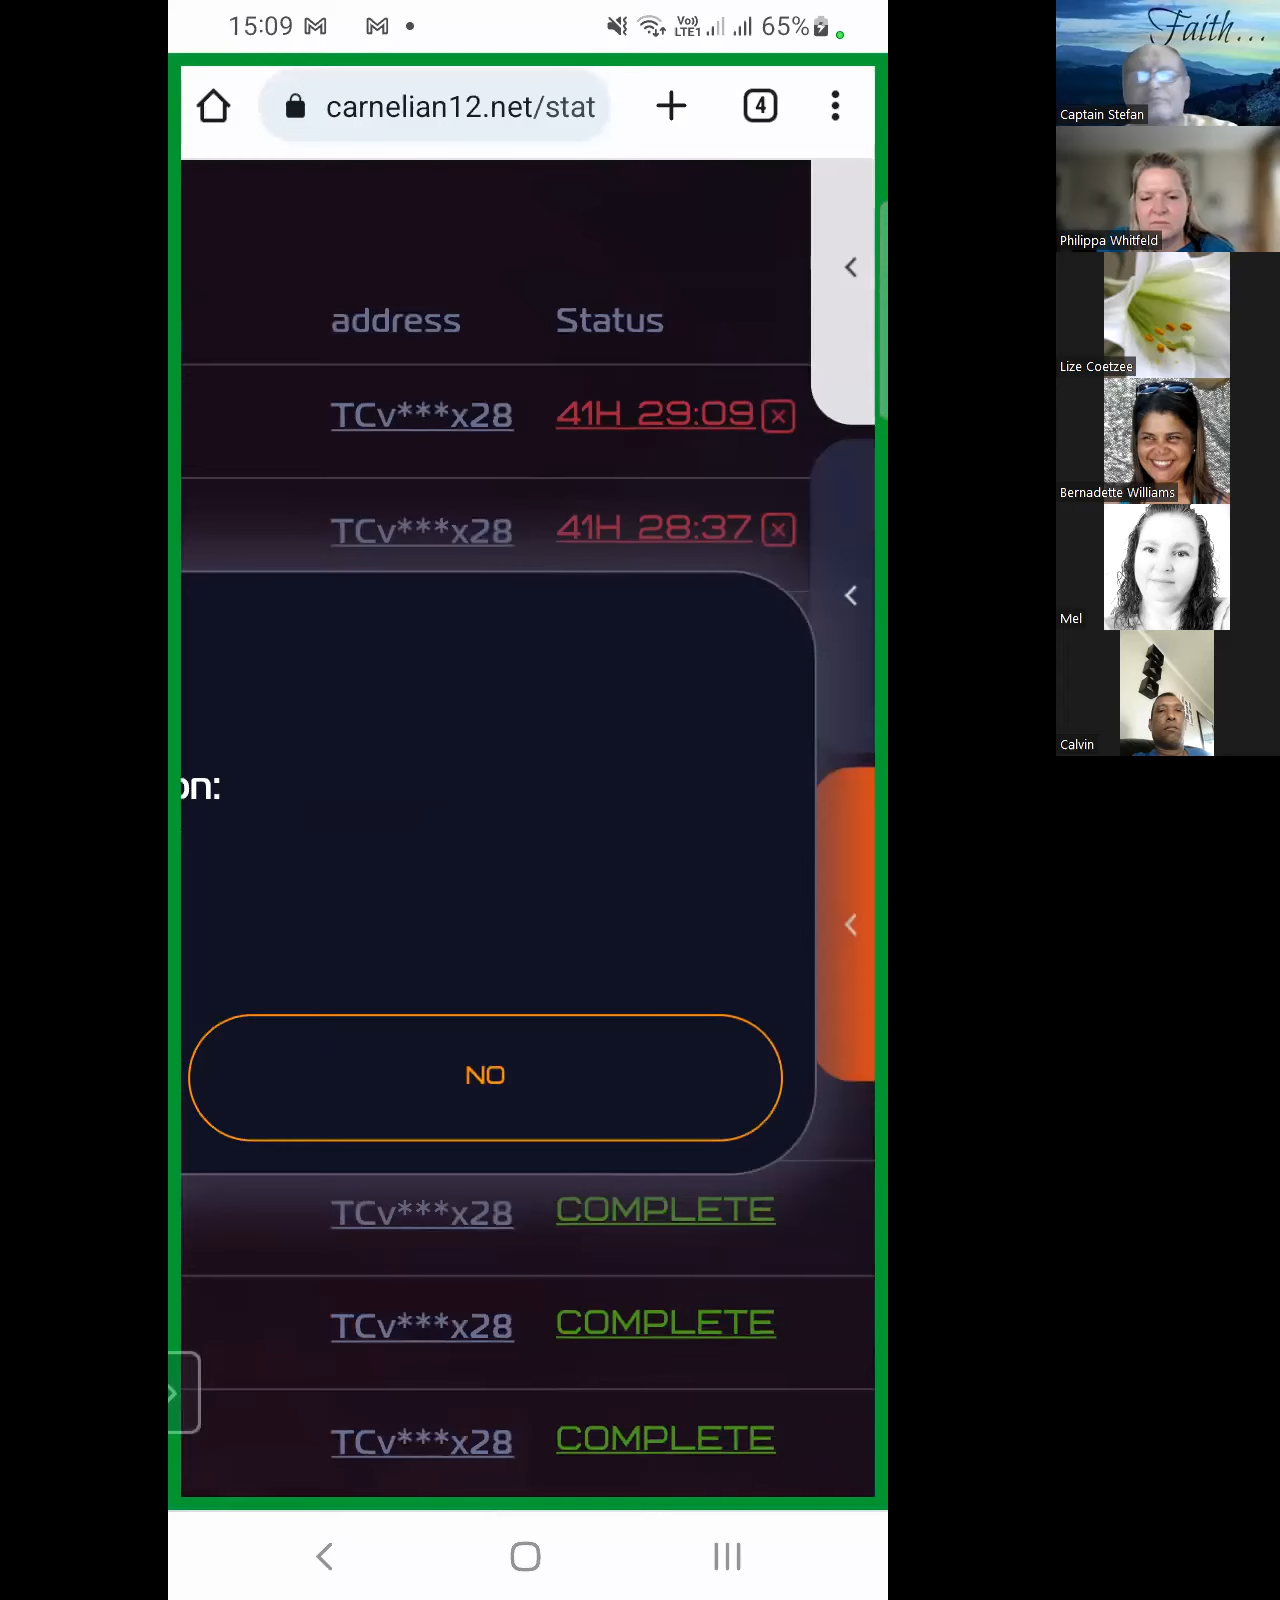 15:09
Vo))
LTE1
65%
carnelian12.net/stat
4
address Status
TCv***x28 41H 29:09
TCv***x28 41H 28:37
on:
NO
TCv***x28 COMPLETE
TCv***x28 COMPLETE
TCv***x28 COMPLETE
Faith...
Captain Stefan
Philippa Whitfeld
Lize Coetzee
Bernadette Williams
Mel
Calvin